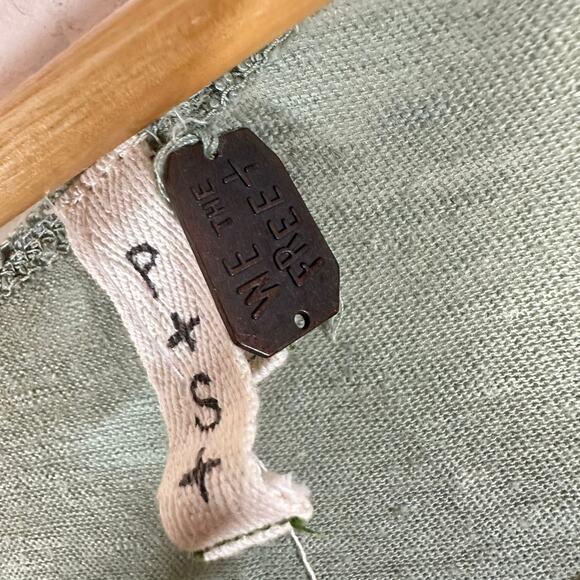 WE THE
FREE
a + s +